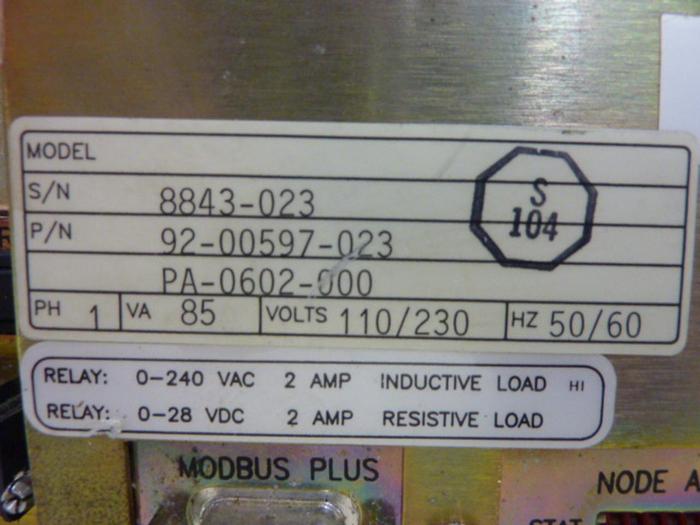 MODEL
S/N 8843-023
P/N 92-00597-023
PA-0602-000
S
104
PH 1 VA 85 VOLTS 110/230 HZ 50/60
RELAY: 0-240 VAC 2 AMP INDUCTIVE LOAD HI
RELAY: 0-28 VDC 2 AMP RESISTIVE LOAD
MODBUS PLUS
NODE A
STAT